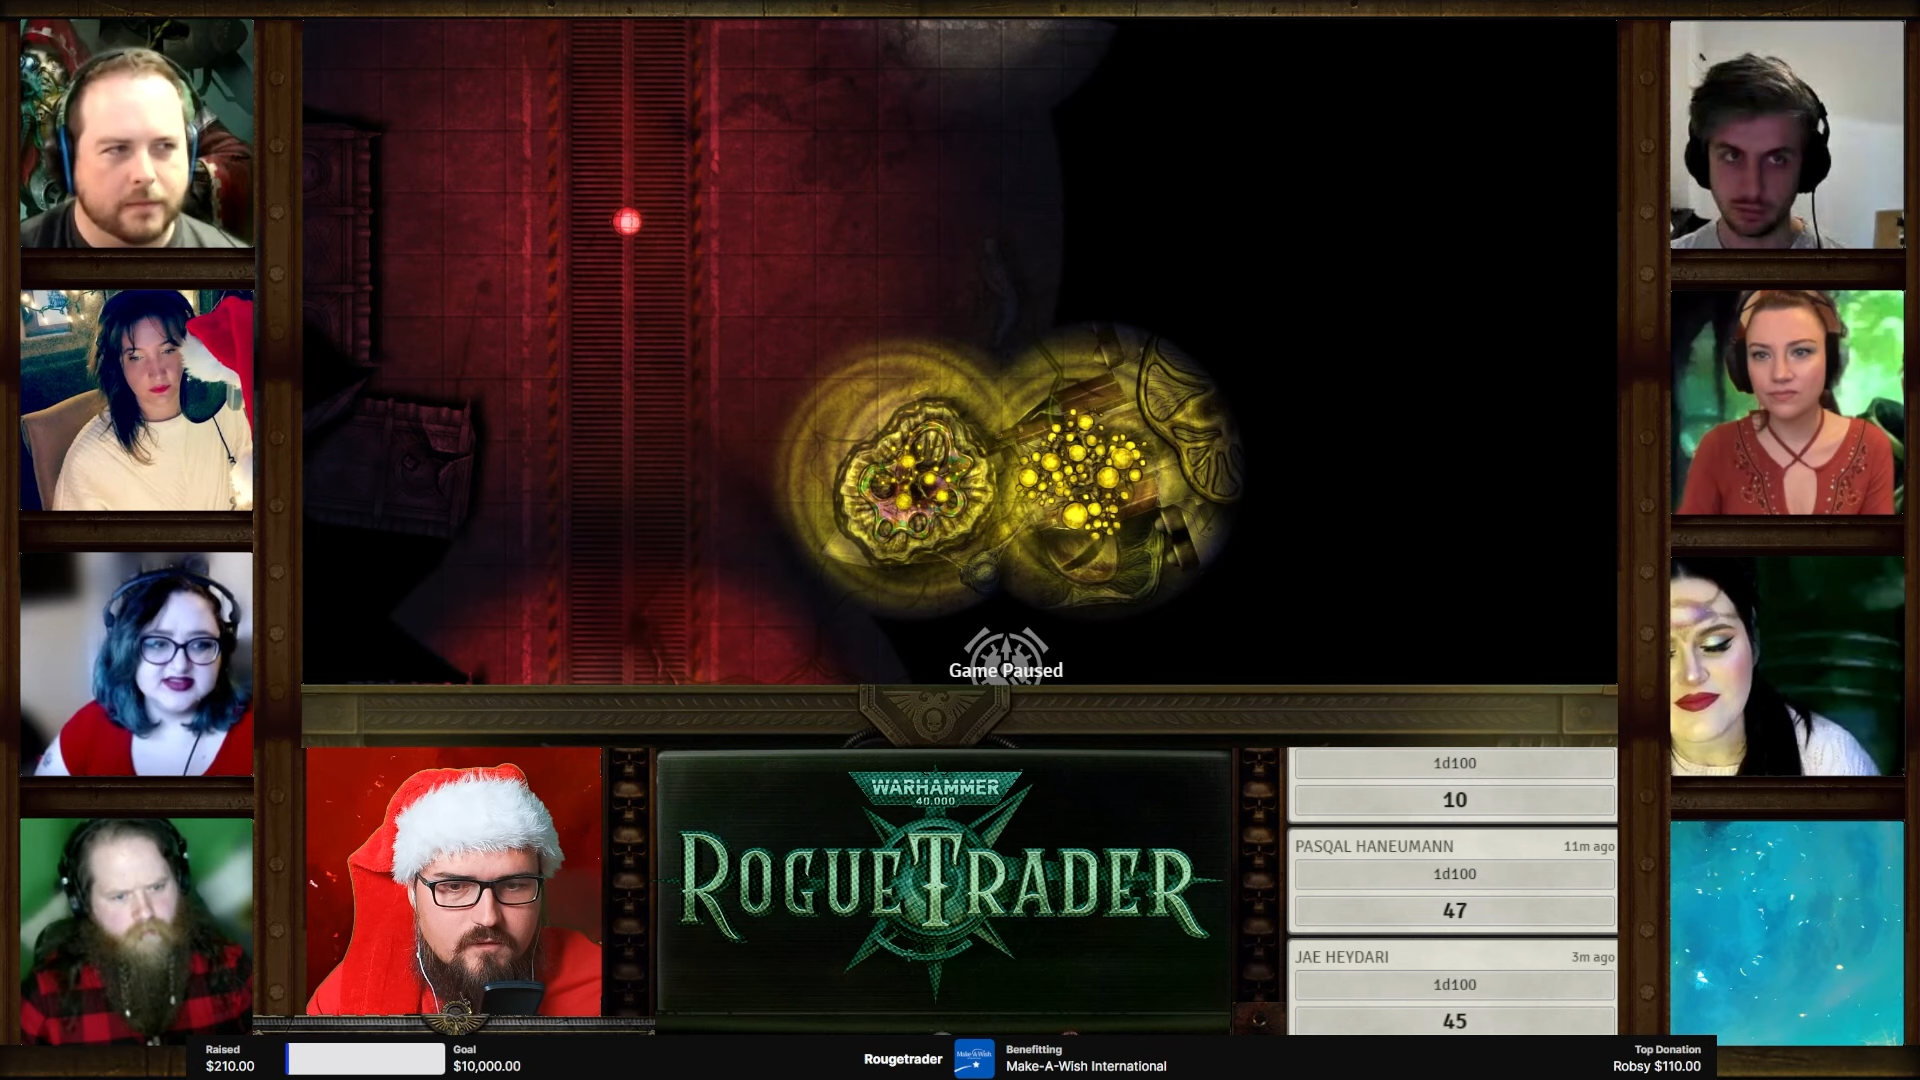 Game Paused
WARHAMMER
40,000
ROGUE TRADER
1d100
10
PASQAL HANEUMANN 11m ago
1d100
47
JAE HEYDARI 3m ago
1d100
45
Raised
$210.00
Goal
$10,000.00
Rougetrader
Make-A-Wish
Benefitting
Make-A-Wish International
Top Donation
Robsy $110.00